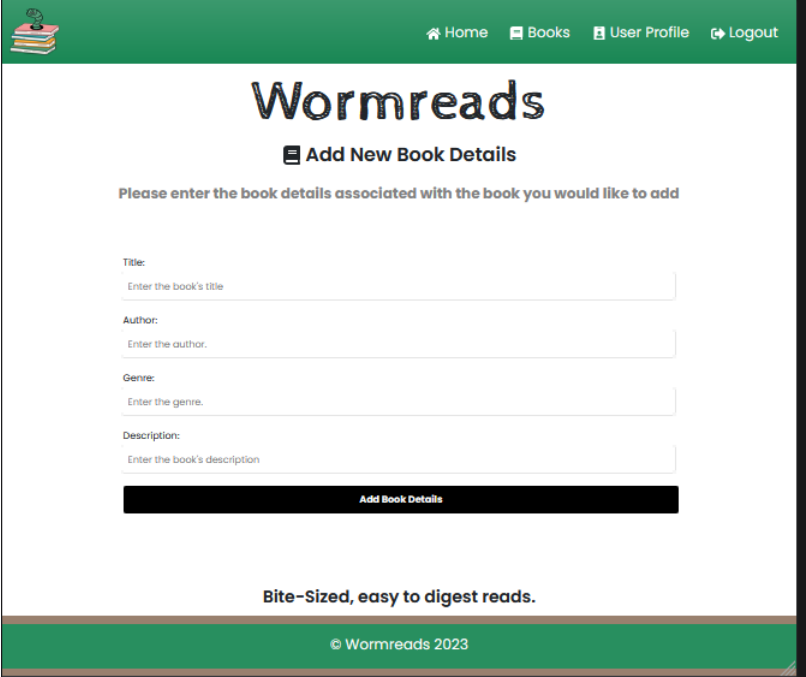 Home Books User Profile Logout
Wormreads
Add New Book Details
Please enter the book details associated with the book you would like to add
Title:
Enter the book's title
Author:
Enter the author.
Genre:
Enter the genre.
Description:
Enter the book's description
Add Book Details
Bite-Sized, easy to digest reads.
© Wormreads 2023